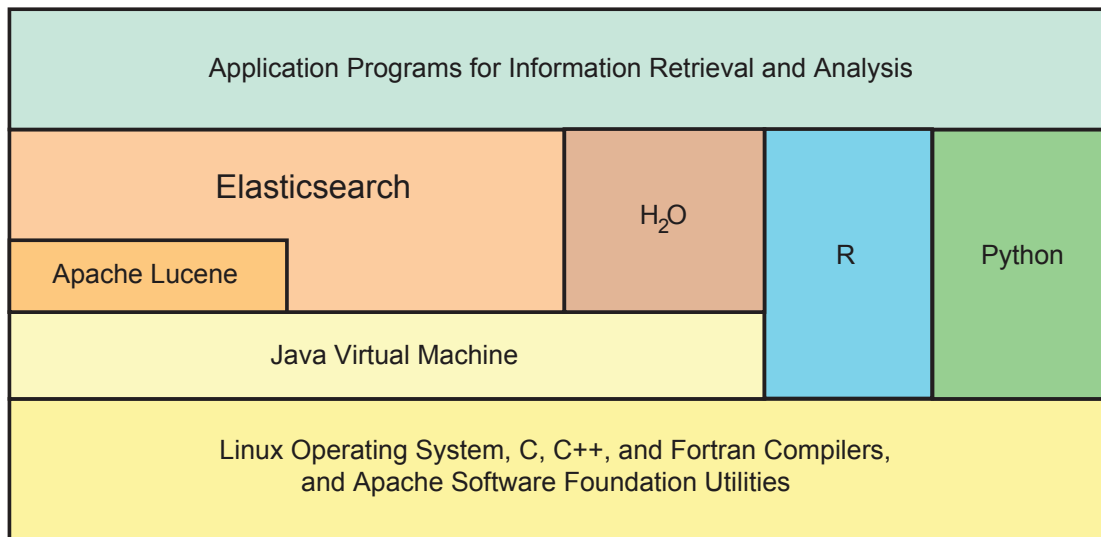 Application Programs for Information Retrieval and Analysis
Elasticsearch
H₂O
R
Python
Apache Lucene
Java Virtual Machine
Linux Operating System, C, C++, and Fortran Compilers,
and Apache Software Foundation Utilities